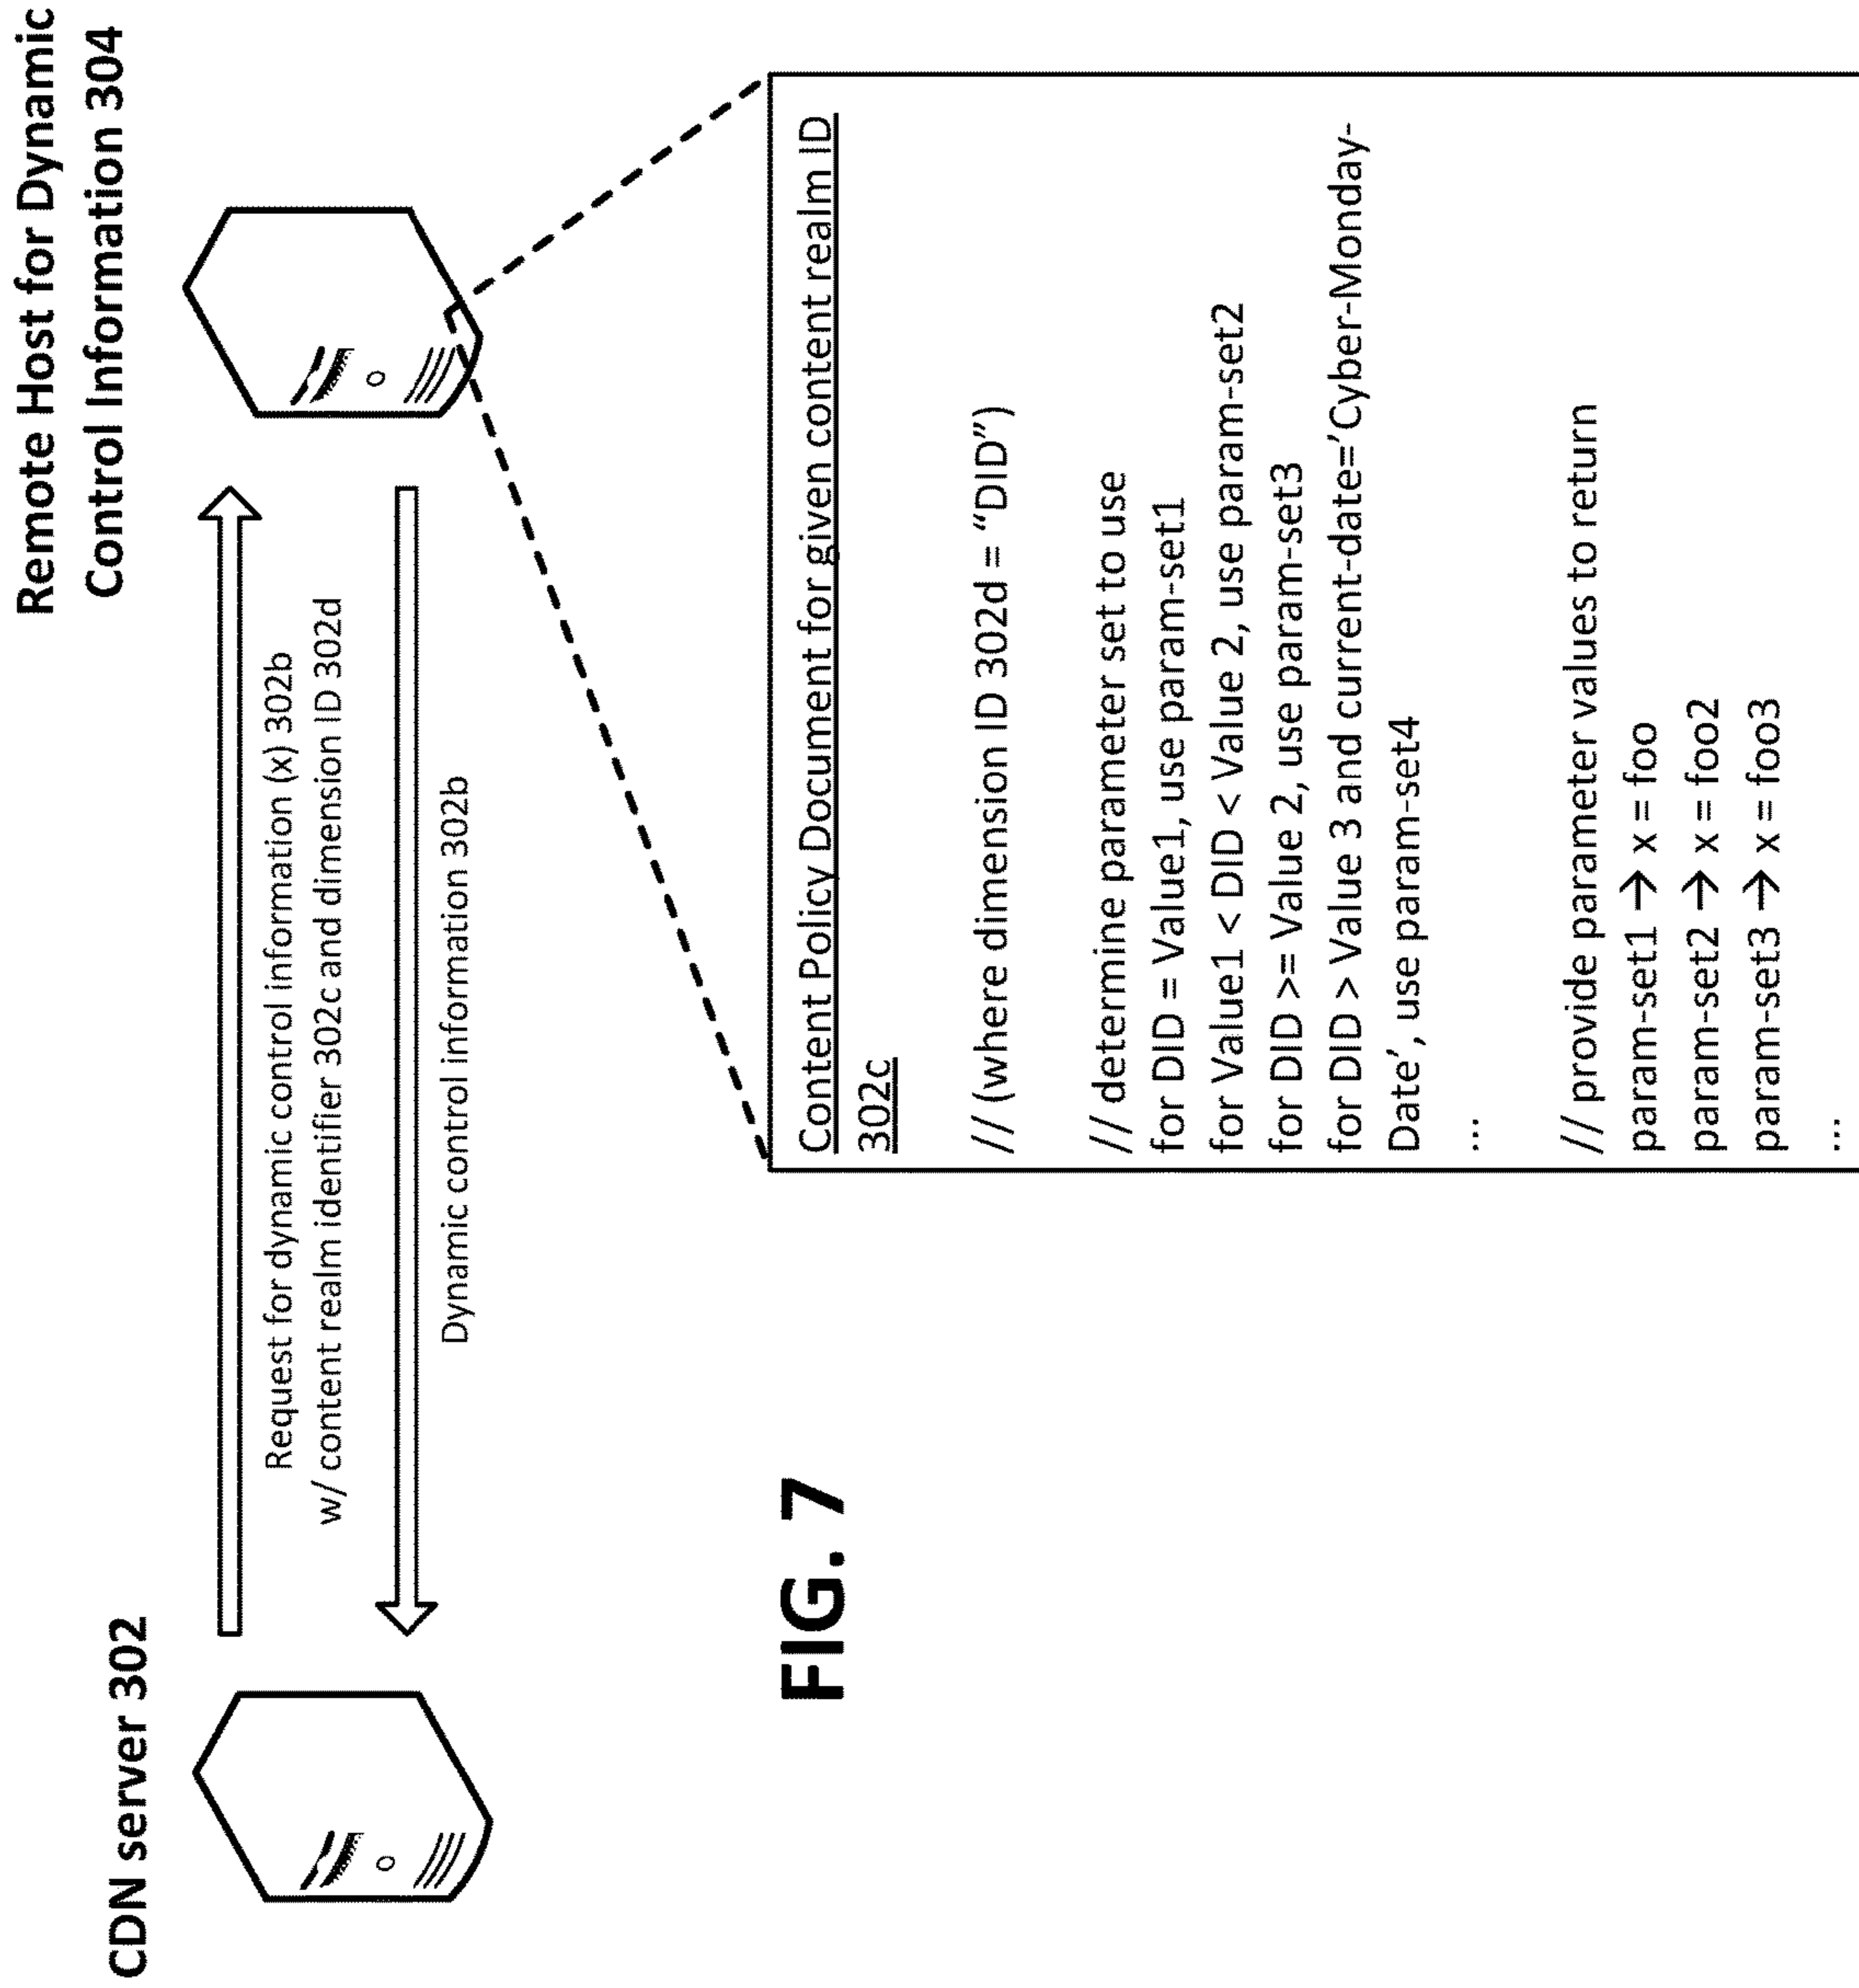 CDN server 302
Remote Host for Dynamic
Control Information 304
Request for dynamic control information (x) 302b
w/ content realm identifier 302c and dimension ID 302d
Dynamic control information 302b
FIG. 7
Content Policy Document for given content realm ID
302c
// (where dimension ID 302d = “DID”)
// determine parameter set to use
for DID = Value1, use param-set1
for Value1 < DID < Value 2, use param-set2
for DID >= Value 2, use param-set3
for DID > Value 3 and current-date=’Cyber-Monday-
Date’, use param-set4
...
// provide parameter values to return
param-set1 → x = foo
param-set2 → x = foo2
param-set3 → x = foo3
...